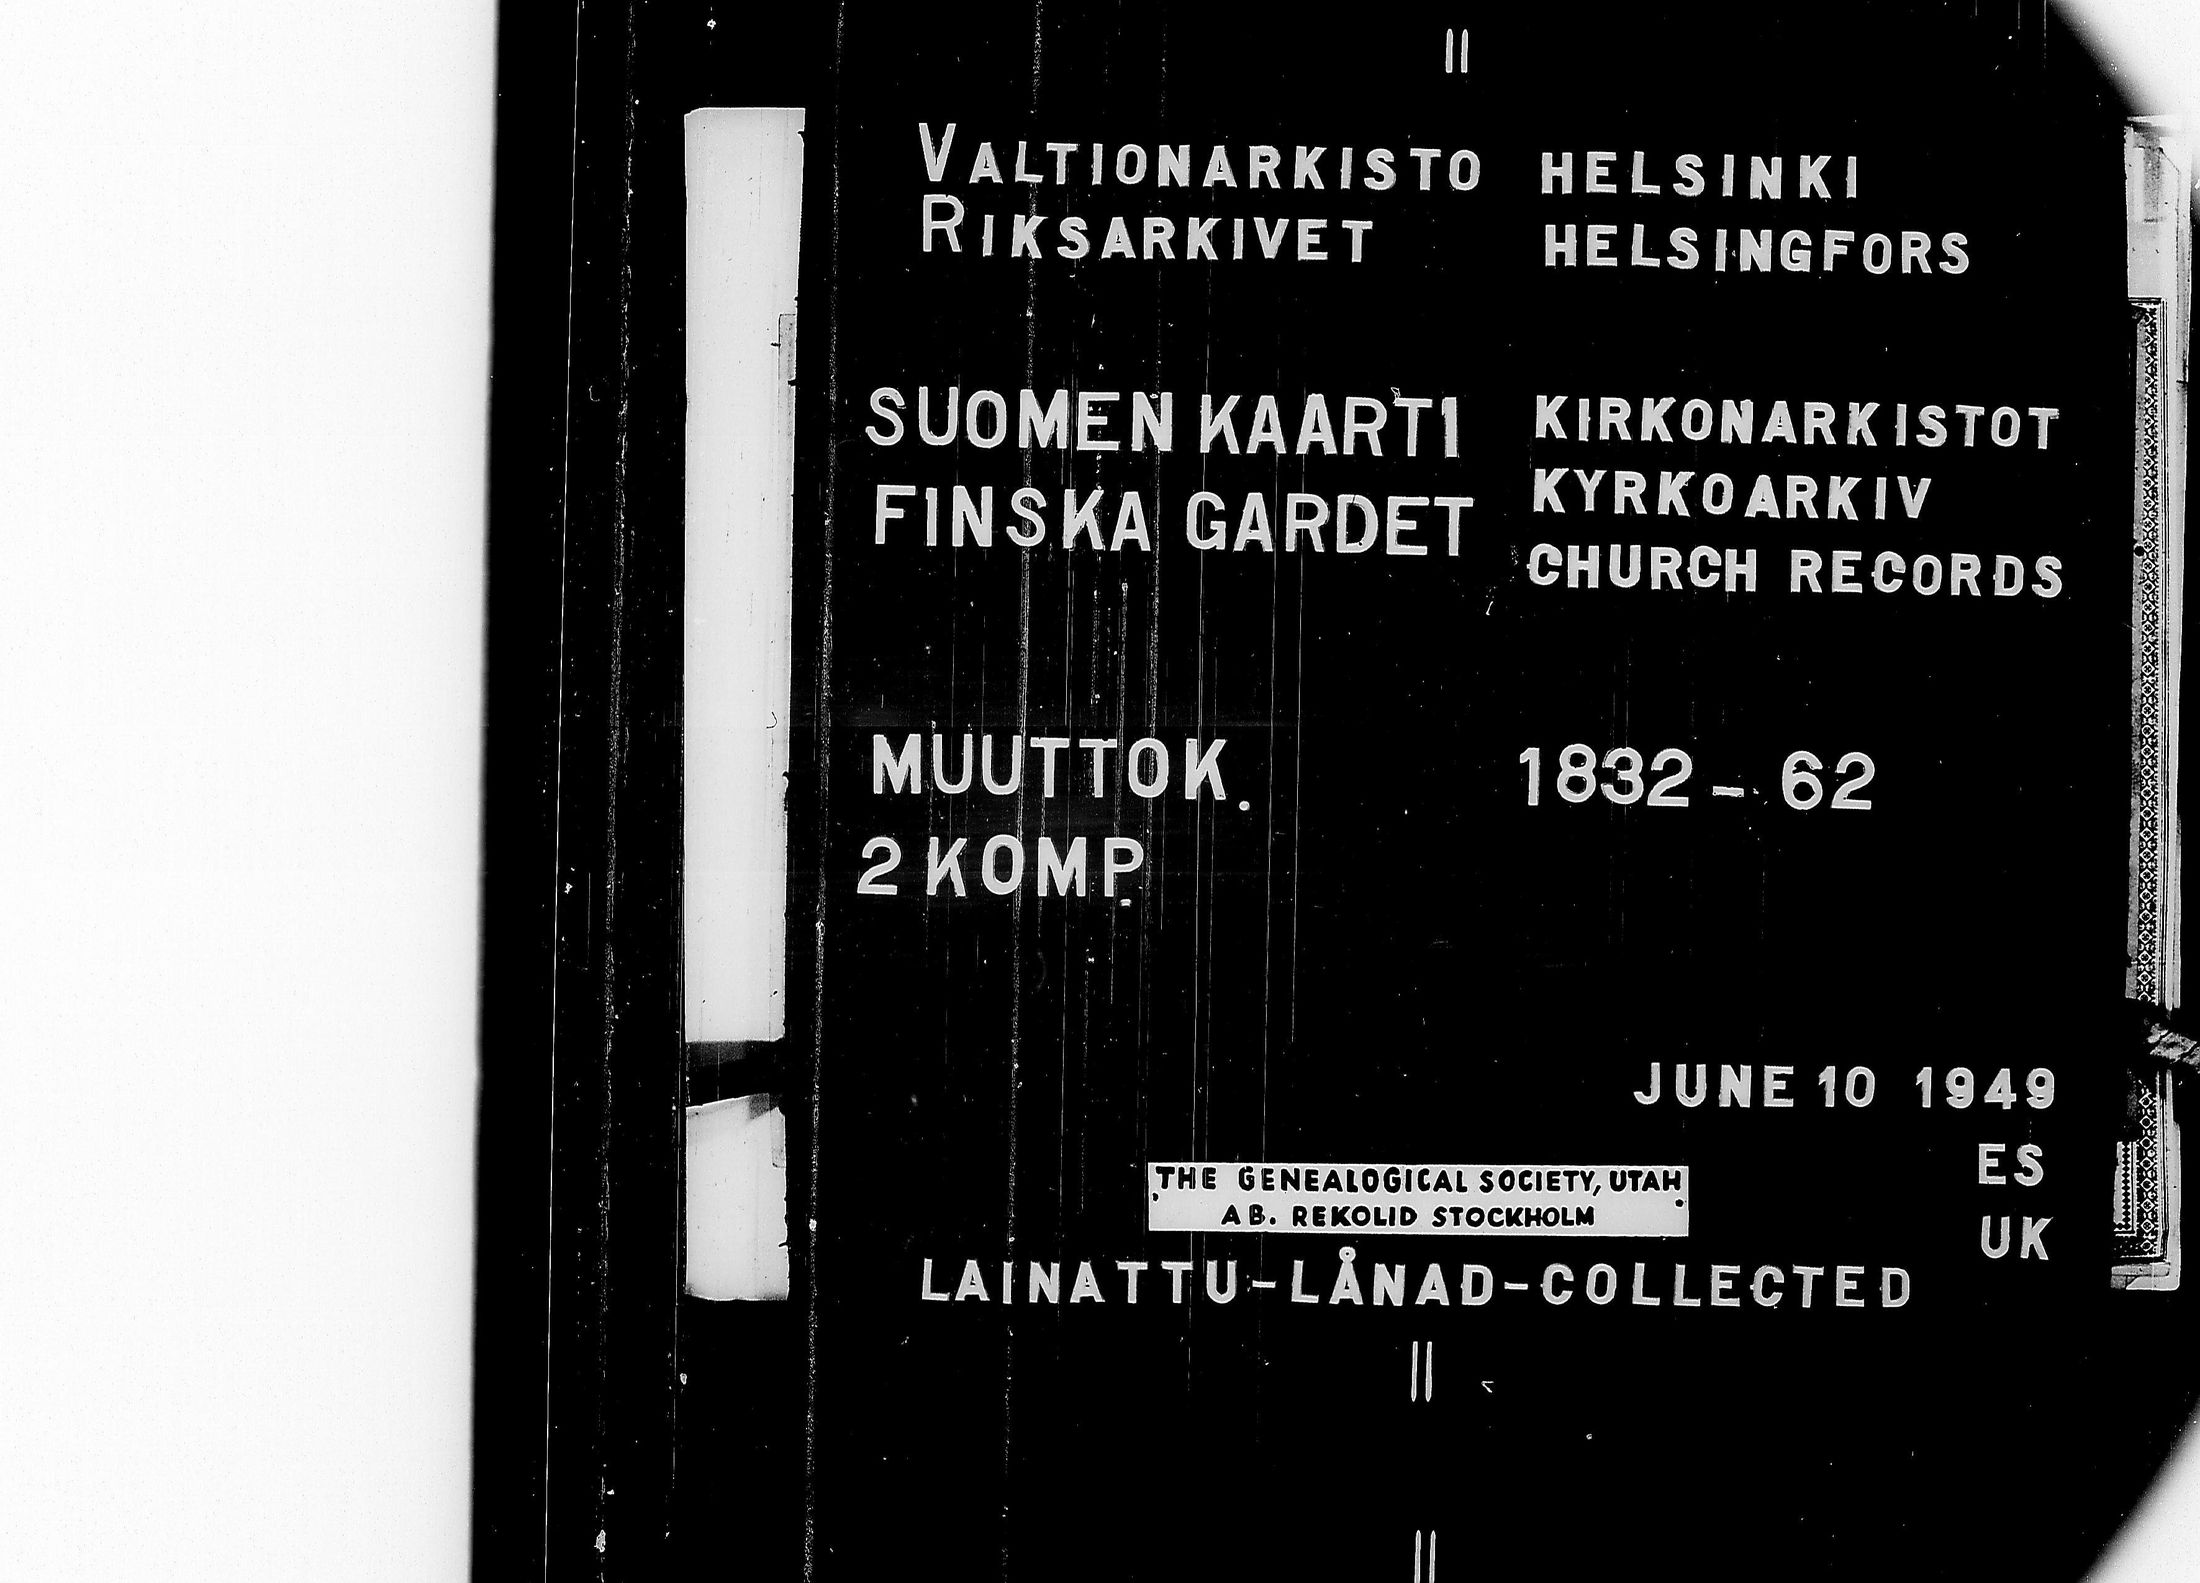 VALTIONARKISTO HELSINKI
RIKSARKIVET HELSINGFORS
SUOMEN KAARTI KIRKONARKISTOT
FINSKA GARDET KYRKOARKIV
CHURCH RECORDS
MUUTTOK. 1832-62
2 KOMP.
JUNE 10 1949
ES
UK
THE GENEALOGICAL SOCIETY, UTAH
AB. REKOLID STOCKHOLM
LAINATTU-LÅNAD-COLLECTED